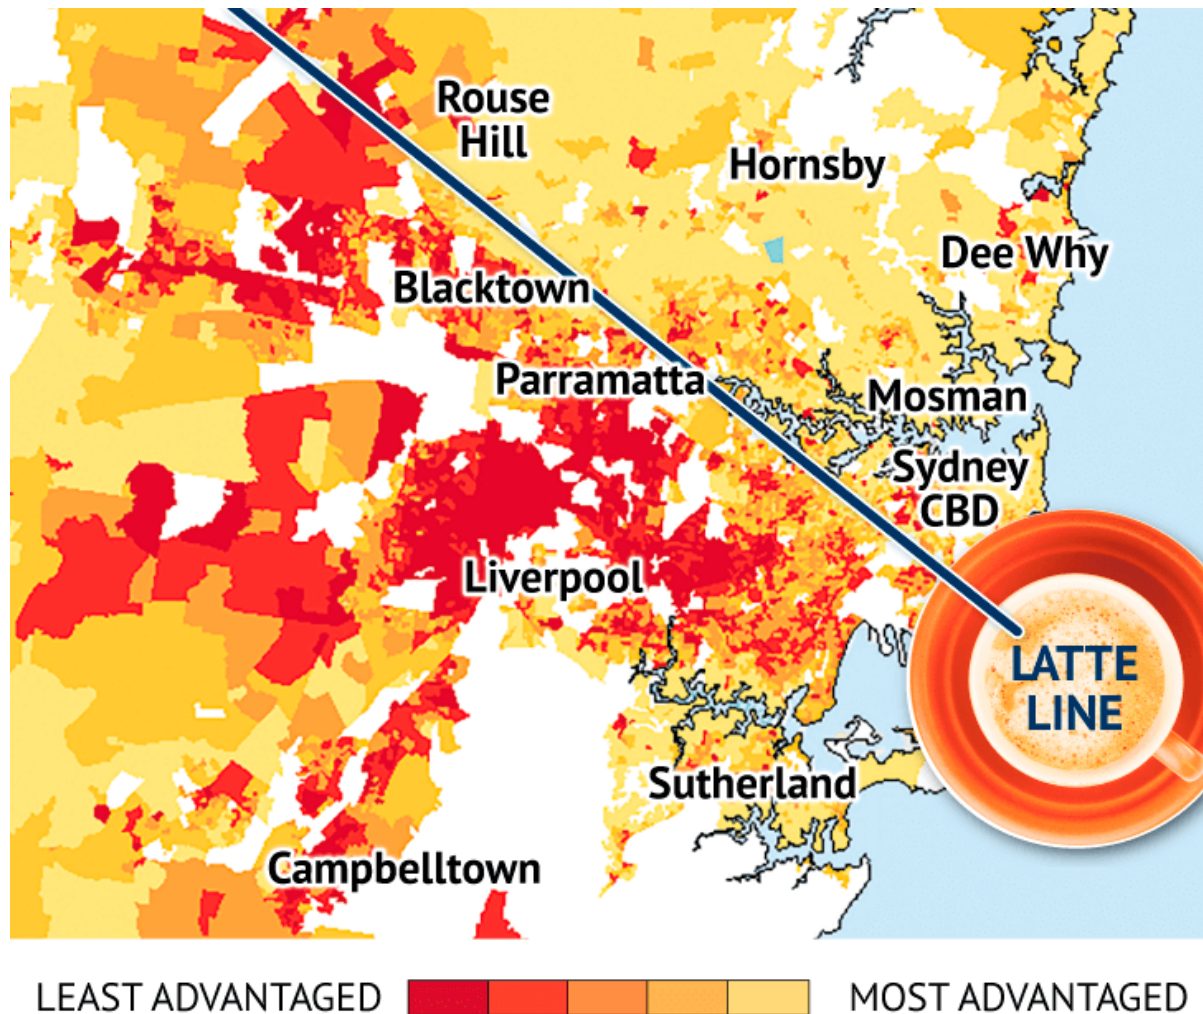 Rouse
Hill
Hornsby
Dee Why
Blacktown
Parramatta
Mosman
Sydney
CBD
Liverpool
LATTE
LINE
Sutherland
Campbelltown
LEAST ADVANTAGED
MOST ADVANTAGED